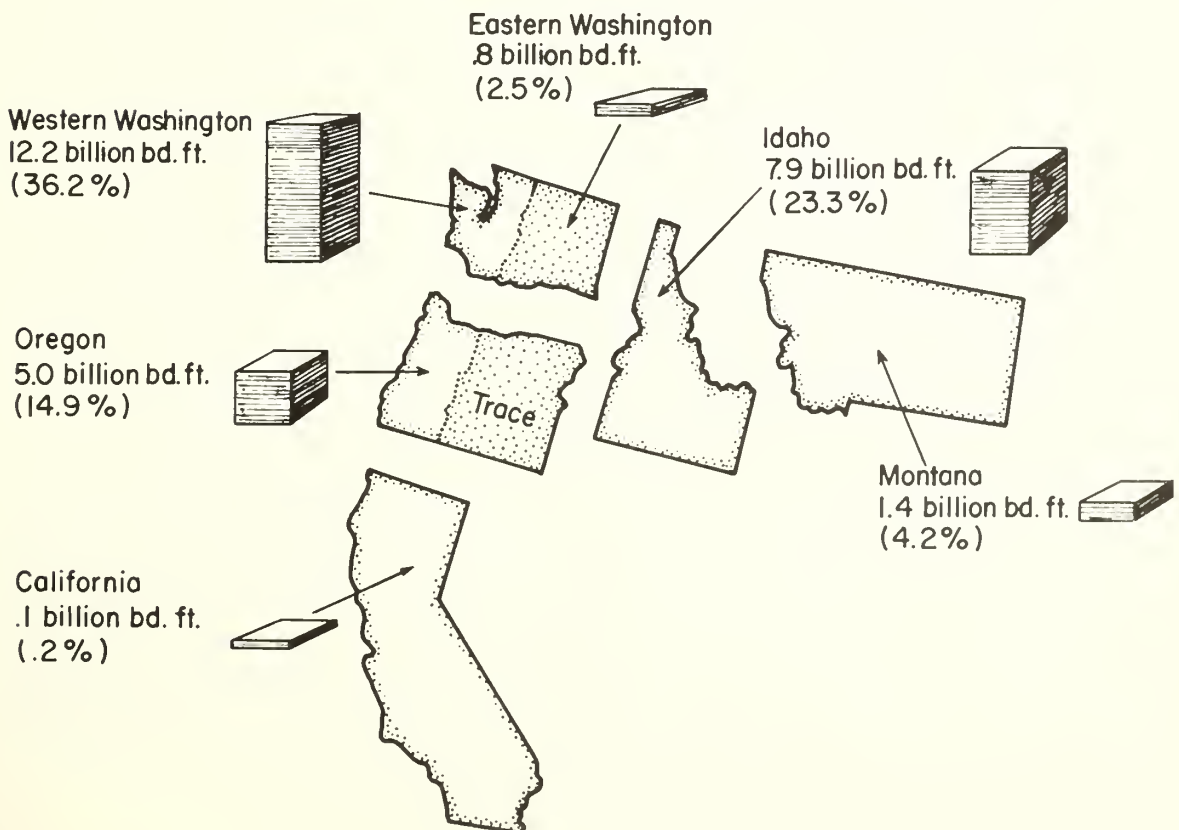 Eastern Washington
.8 billion bd.ft.
(2.5%)
Western Washington
12.2 billion bd.ft.
(36.2%)
Idaho
7.9 billion bd.ft.
(23.3%)
Oregon
5.0 billion bd.ft.
(14.9%)
Trace
Montana
1.4 billion bd. ft.
(4.2%)
California
.1 billion bd. ft.
(.2%)